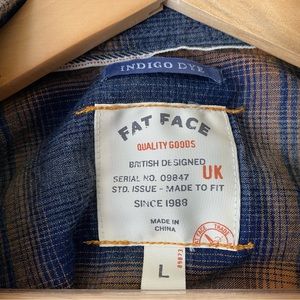 INDIGO DYE
FAT FACE
QUALITY GOODS
BRITISH DESIGNED
UK
SERIAL NO. 09847
STD. ISSUE - MADE TO FIT
SINCE 1988
MADE IN
CHINA
L